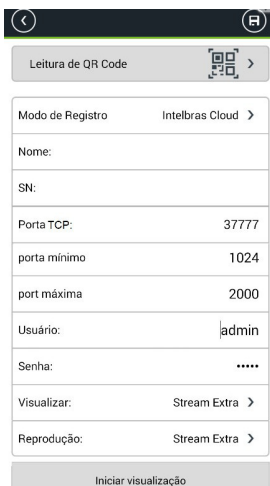 Leitura de QR Code
Modo de Registro Intelbras Cloud
Nome:
SN:
Porta TCP: 37777
porta mínimo 1024
port máxima 2000
Usuário: admin
Senha: •••••
Visualizar: Stream Extra
Reprodução: Stream Extra
Iniciar visualização